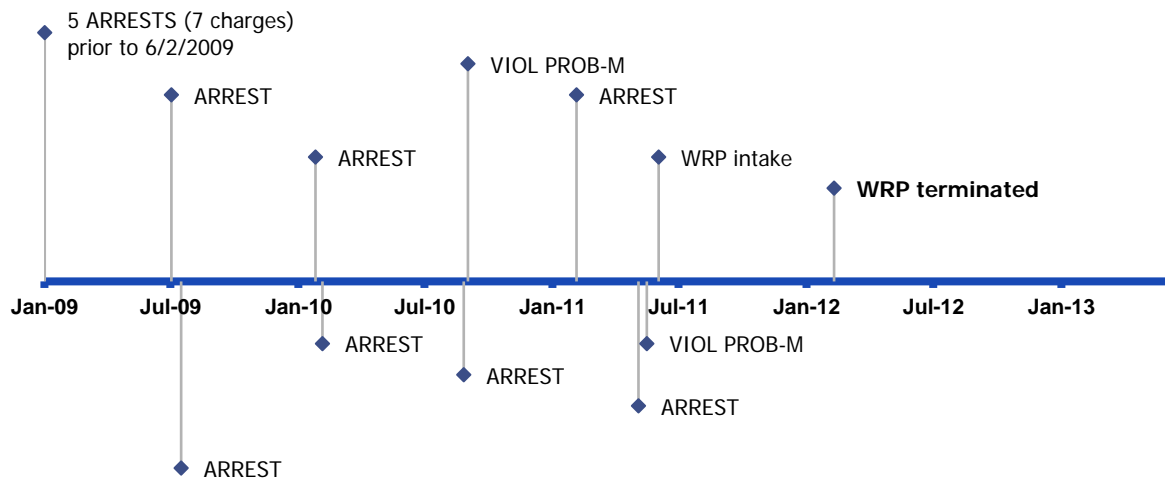 5 ARRESTS (7 charges)
prior to 6/2/2009
VIOL PROB-M
ARREST
ARREST
ARREST
WRP intake
WRP terminated
Jan-09
Jul-09
Jan-10
Jul-10
Jan-11
Jul-11
Jan-12
Jul-12
Jan-13
ARREST
VIOL PROB-M
ARREST
ARREST
ARREST